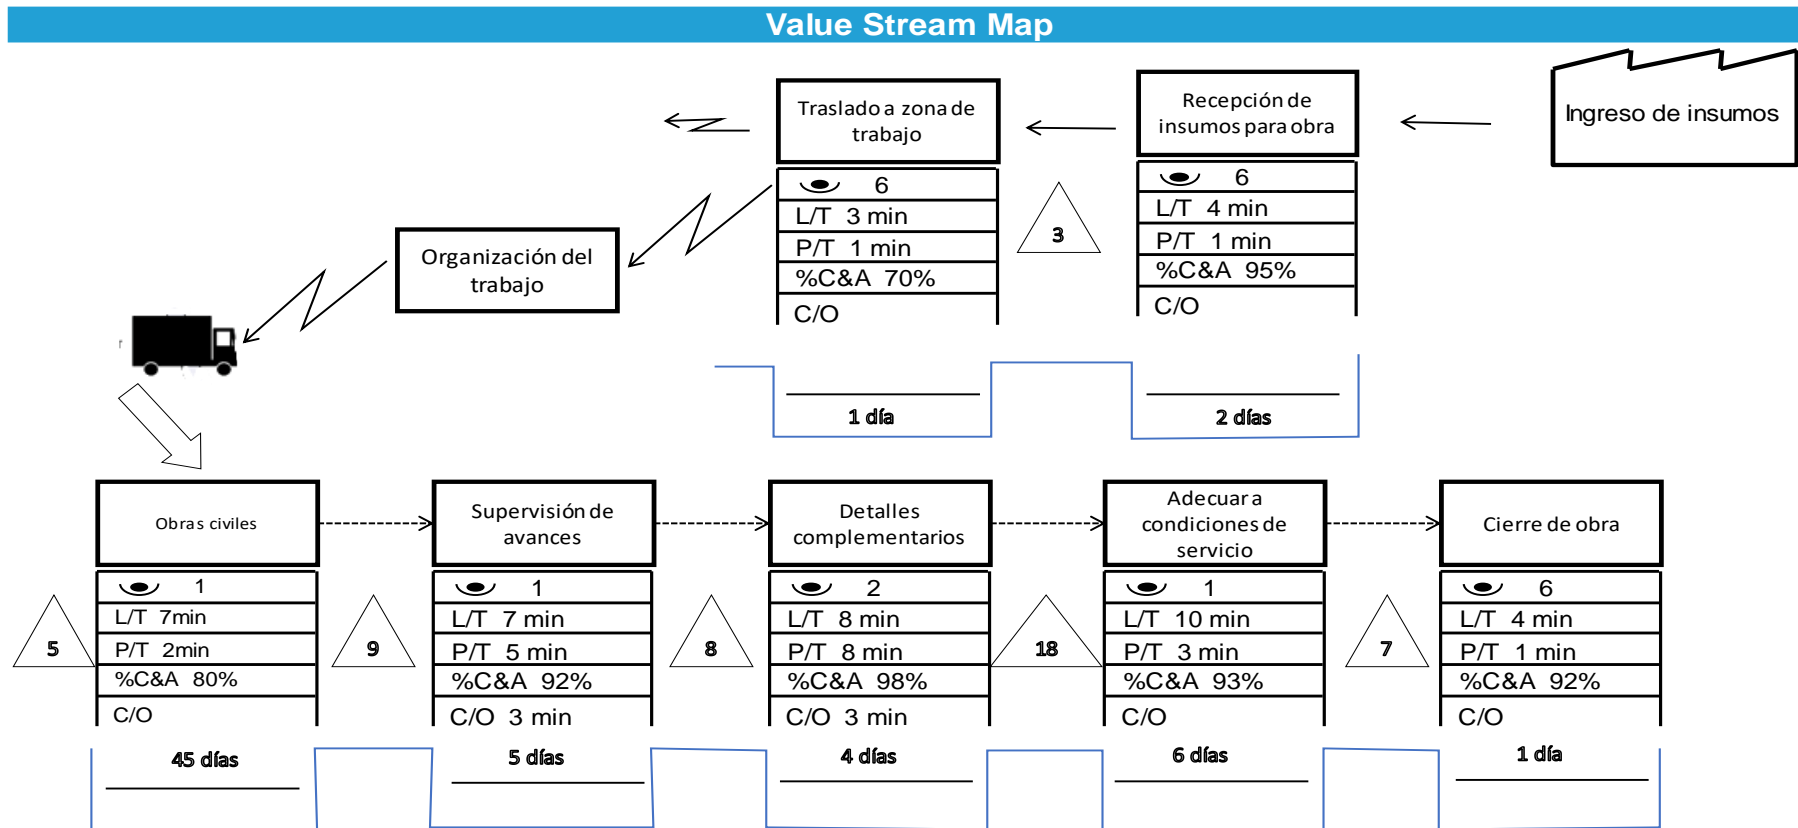 Value Stream Map
Traslado a zona de
trabajo
6
L/T 3 min
P/T 1 min
%C&A 70%
C/O
3
Recepción de
insumos para obra
6
L/T 4 min
P/T 1 min
%C&A 95%
C/O
Ingreso de insumos
Organización del
trabajo
1 día
2 días
Obras civiles
1
L/T 7min
P/T 2min
%C&A 80%
C/O
5
45 días
Supervisión de
avances
1
L/T 7 min
P/T 5 min
%C&A 92%
C/O 3 min
9
5 días
Detalles
complementarios
2
L/T 8 min
P/T 8 min
%C&A 98%
C/O 3 min
8
4 días
Adecuar a
condiciones de
servicio
1
L/T 10 min
P/T 3 min
%C&A 93%
C/O
18
6 días
Cierre de obra
6
L/T 4 min
P/T 1 min
%C&A 92%
C/O
7
1 día